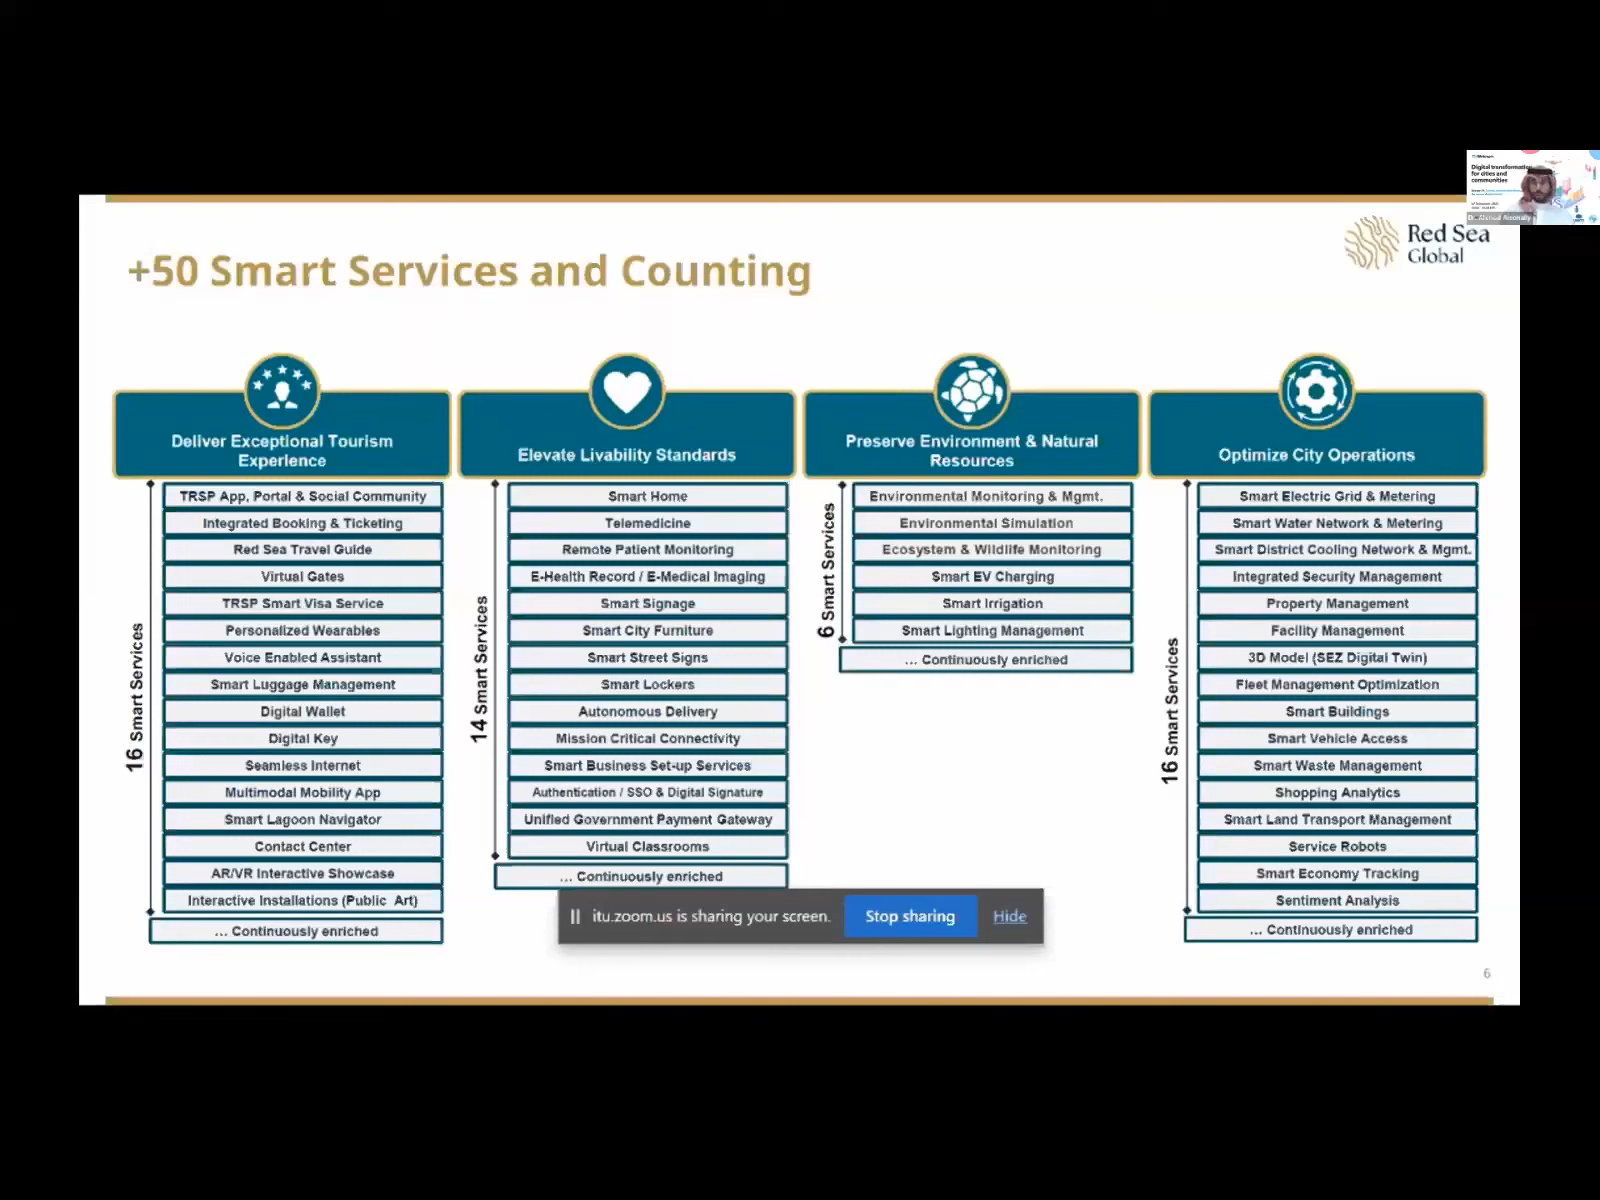 Webinars
Digital transformation
for cities and
communities
Red Sea
Global
+50 Smart Services and Counting
Deliver Exceptional Tourism
Experience
16 Smart Services
TRSP App, Portal & Social Community
Integrated Booking & Ticketing
Red Sea Travel Guide
Virtual Gates
TRSP Smart Visa Service
Personalized Wearables
Voice Enabled Assistant
Smart Luggage Management
Digital Wallet
Digital Key
Seamless Internet
Multimodal Mobility App
Smart Lagoon Navigator
Contact Center
AR/VR Interactive Showcase
Interactive Installations (Public Art)
... Continuously enriched
Elevate Livability Standards
14 Smart Services
Smart Home
Telemedicine
Remote Patient Monitoring
E-Health Record / E-Medical Imaging
Smart Signage
Smart City Furniture
Smart Street Signs
Smart Lockers
Autonomous Delivery
Mission Critical Connectivity
Smart Business Set-up Services
Authentication / SSO & Digital Signature
Unified Government Payment Gateway
Virtual Classrooms
... Continuously enriched
Preserve Environment & Natural
Resources
6 Smart Services
Environmental Monitoring & Mgmt.
Environmental Simulation
Ecosystem & Wildlife Monitoring
Smart EV Charging
Smart Irrigation
Smart Lighting Management
... Continuously enriched
Optimize City Operations
16 Smart Services
Smart Electric Grid & Metering
Smart Water Network & Metering
Smart District Cooling Network & Mgmt.
Integrated Security Management
Property Management
Facility Management
3D Model (SEZ Digital Twin)
Fleet Management Optimization
Smart Buildings
Smart Vehicle Access
Smart Waste Management
Shopping Analytics
Smart Land Transport Management
Service Robots
Smart Economy Tracking
Sentiment Analysis
... Continuously enriched
itu.zoom.us is sharing your screen. Stop sharing Hide
6